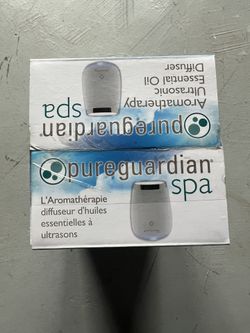 pureguardian®
spa
Aromatherapy
Ultrasonic
Essential Oil
Diffuser
pureguardian®
spa
L'Aromathérapie
diffuseur d'huiles
essentielles à
ultrasons